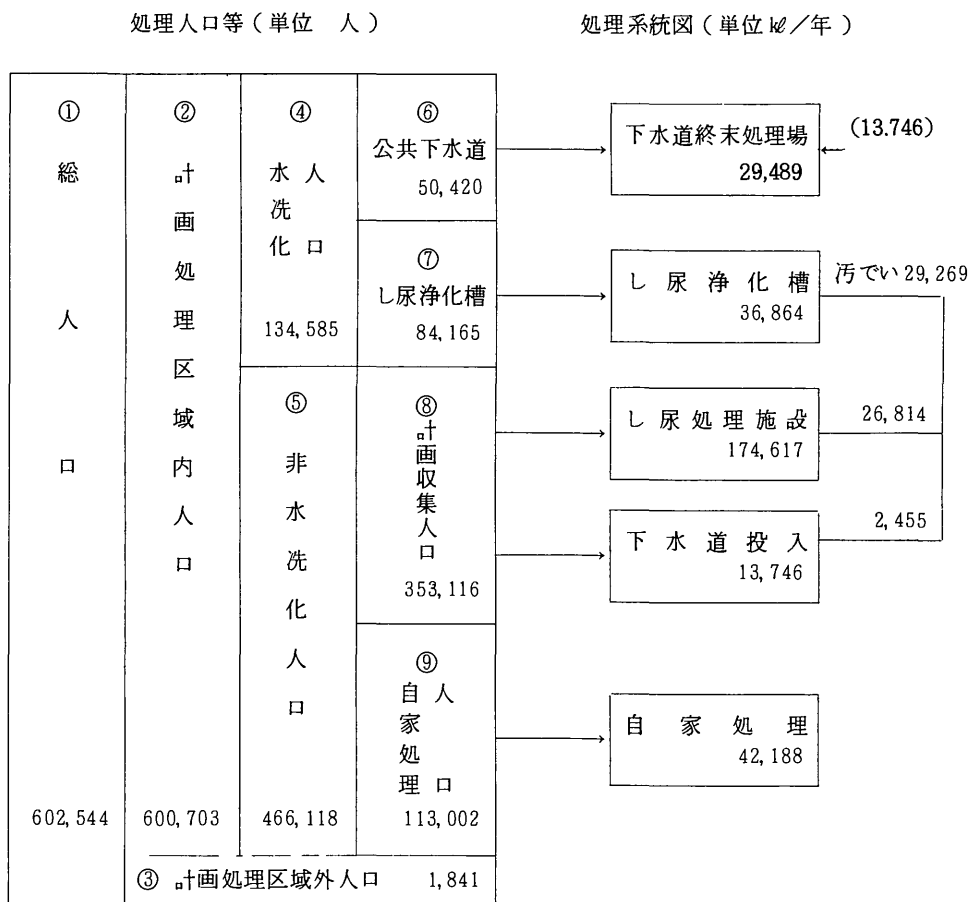 処理人口等（単位 人）
処理系統図（単位㎘／年）
①
総人口
602,544
②
計画処理区域内人口
600,703
④
水洗化人口
134,585
⑤
非水洗化人口
466,118
⑥
公共下水道
50,420
⑦
し尿浄化槽
84,165
⑧
計画収集人口
353,116
⑨
自家処理人口
113,002
③ 計画処理区域外人口 1,841
下水道終末処理場
29,489
(13.746)
し尿浄化槽
36,864
汚でい 29,269
し尿処理施設
174,617
26,814
下水道投入
13,746
2,455
自家処理
42,188